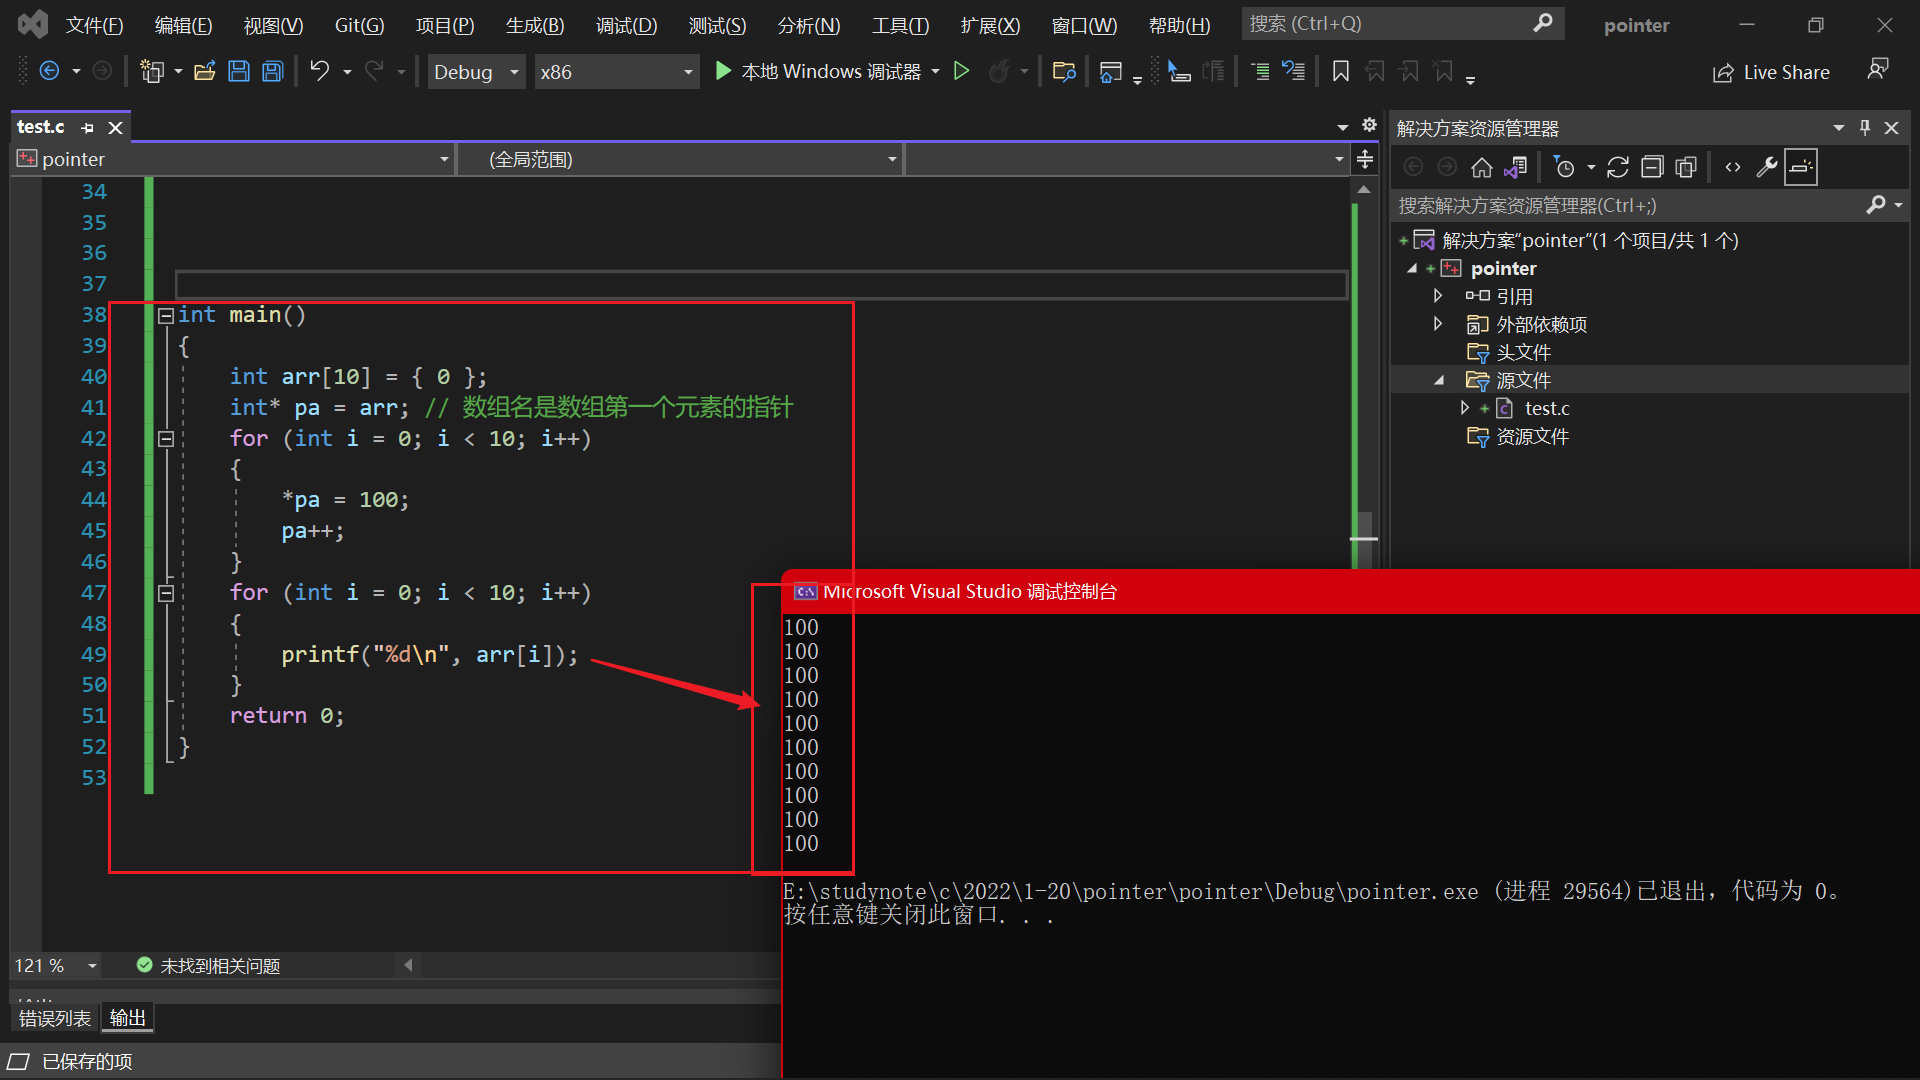 文件(F) 编辑(E) 视图(V) Git(G) 项目(P) 生成(B) 调试(D) 测试(S) 分析(N) 工具(T) 扩展(X) 窗口(W) 帮助(H) 搜索 (Ctrl+Q) pointer
Debug x86 本地 Windows 调试器 Live Share
test.c
pointer (全局范围)
34
35
36
37
38 int main()
39 {
40 int arr[10] = { 0 };
41 int* pa = arr; // 数组名是数组第一个元素的指针
42 for (int i = 0; i < 10; i++)
43 {
44 *pa = 100;
45 pa++;
46 }
47 for (int i = 0; i < 10; i++)
48 {
49 printf("%d\n", arr[i]);
50 }
51 return 0;
52 }
53
121 % 未找到相关问题
错误列表 输出
已保存的项
解决方案资源管理器
搜索解决方案资源管理器(Ctrl+;)
解决方案“pointer”(1 个项目/共 1 个)
pointer
引用
外部依赖项
头文件
源文件
test.c
资源文件
Microsoft Visual Studio 调试控制台
100
100
100
100
100
100
100
100
100
100
E:\studynote\c\2022\1-20\pointer\pointer\Debug\pointer.exe (进程 29564)已退出，代码为 0。
按任意键关闭此窗口. . .